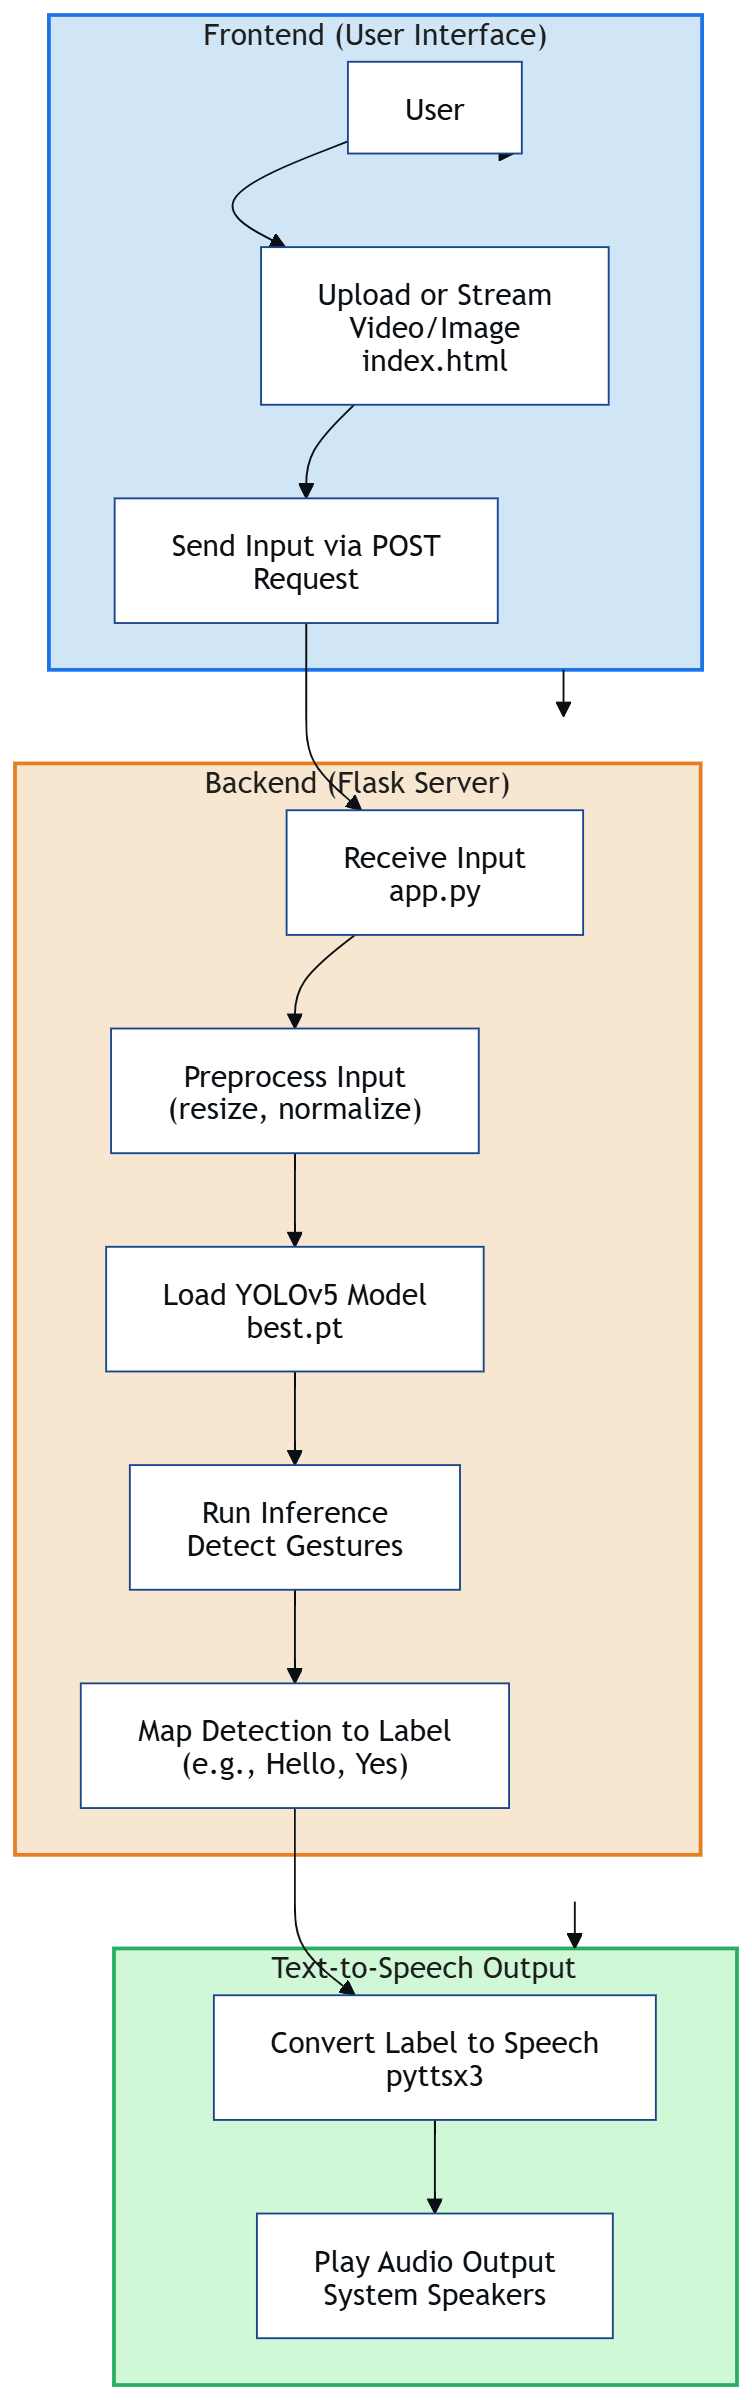 Frontend (User Interface)
User
Upload or Stream
Video/Image
index.html
Send Input via POST
Request
Backend (Flask Server)
Receive Input
app.py
Preprocess Input
(resize, normalize)
Load YOLOv5 Model
best.pt
Run Inference
Detect Gestures
Map Detection to Label
(e.g., Hello, Yes)
Text-to-Speech Output
Convert Label to Speech
pyttsx3
Play Audio Output
System Speakers